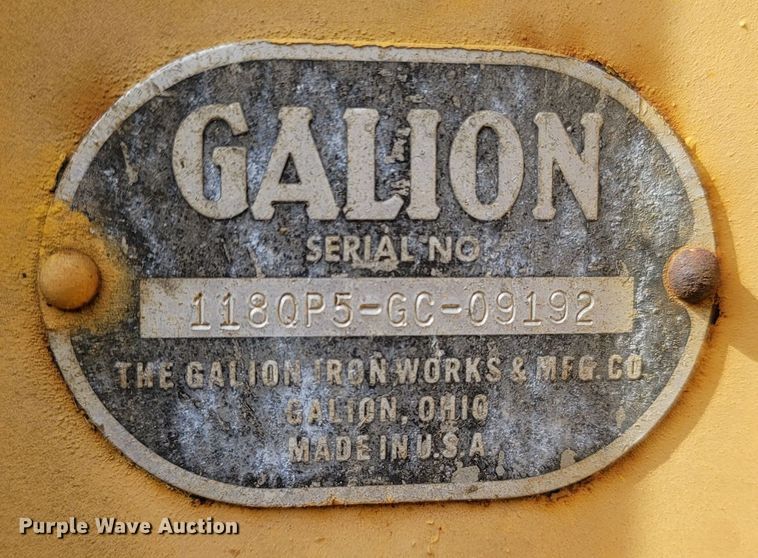 GALION
SERIAL NO.
118QP5-GC-09192
THE GALION IRON WORKS & MFG. CO.
GALION, OHIO
MADE IN U.S.A.
Purple Wave Auction